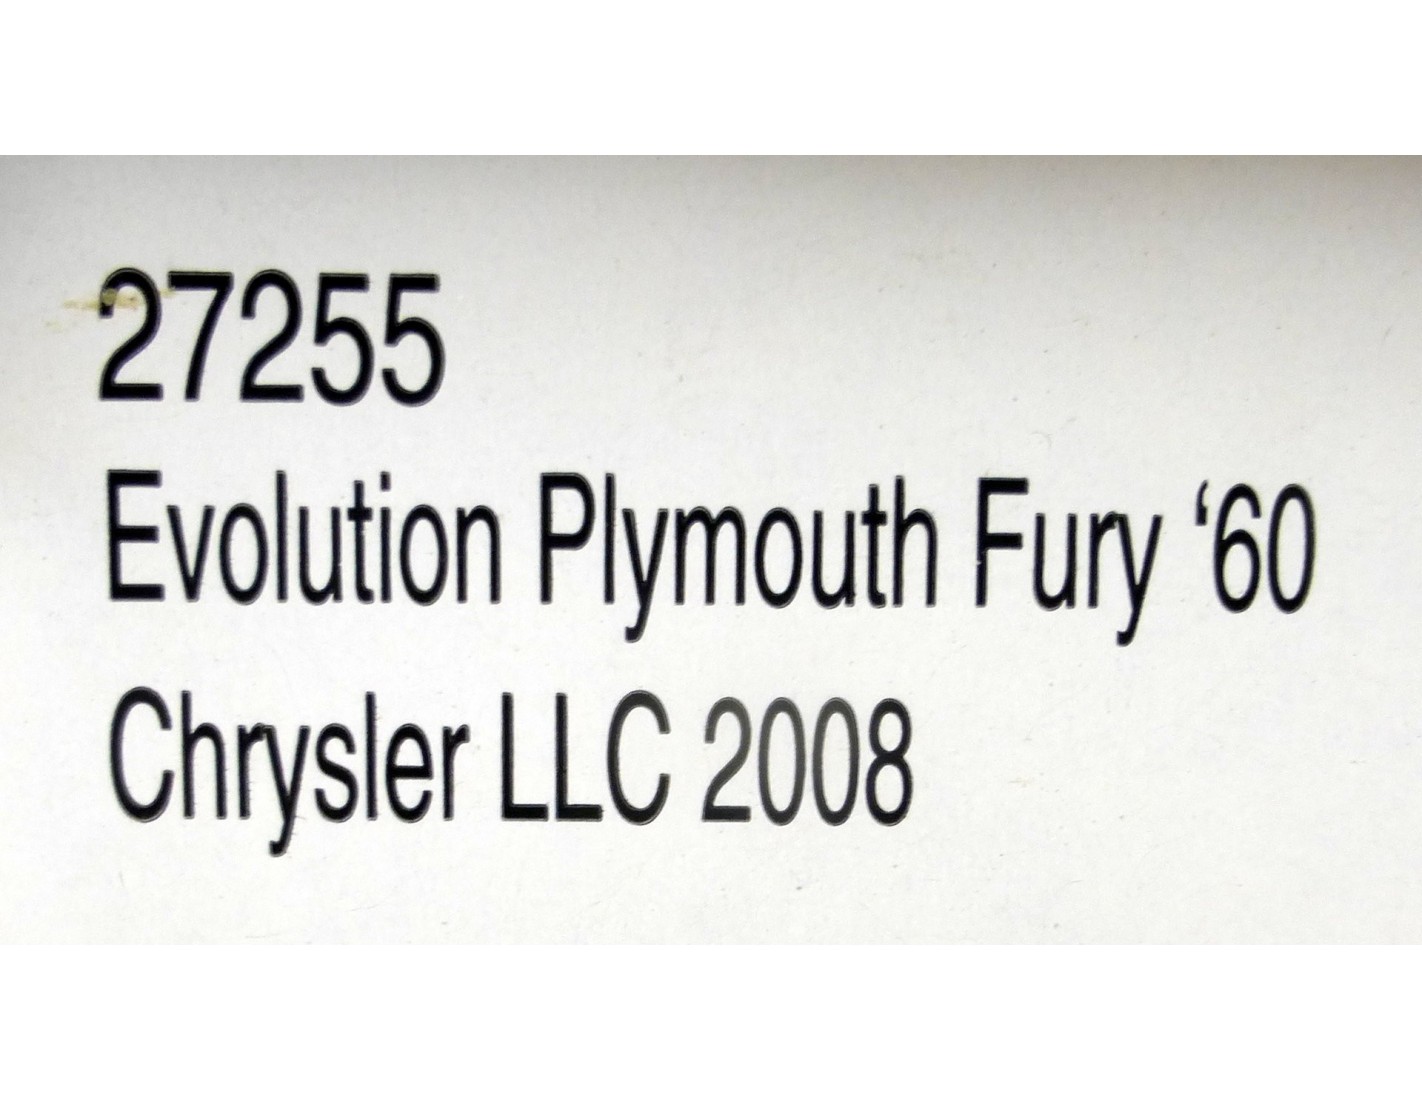 27255
Evolution Plymouth Fury ‘60
Chrysler LLC 2008